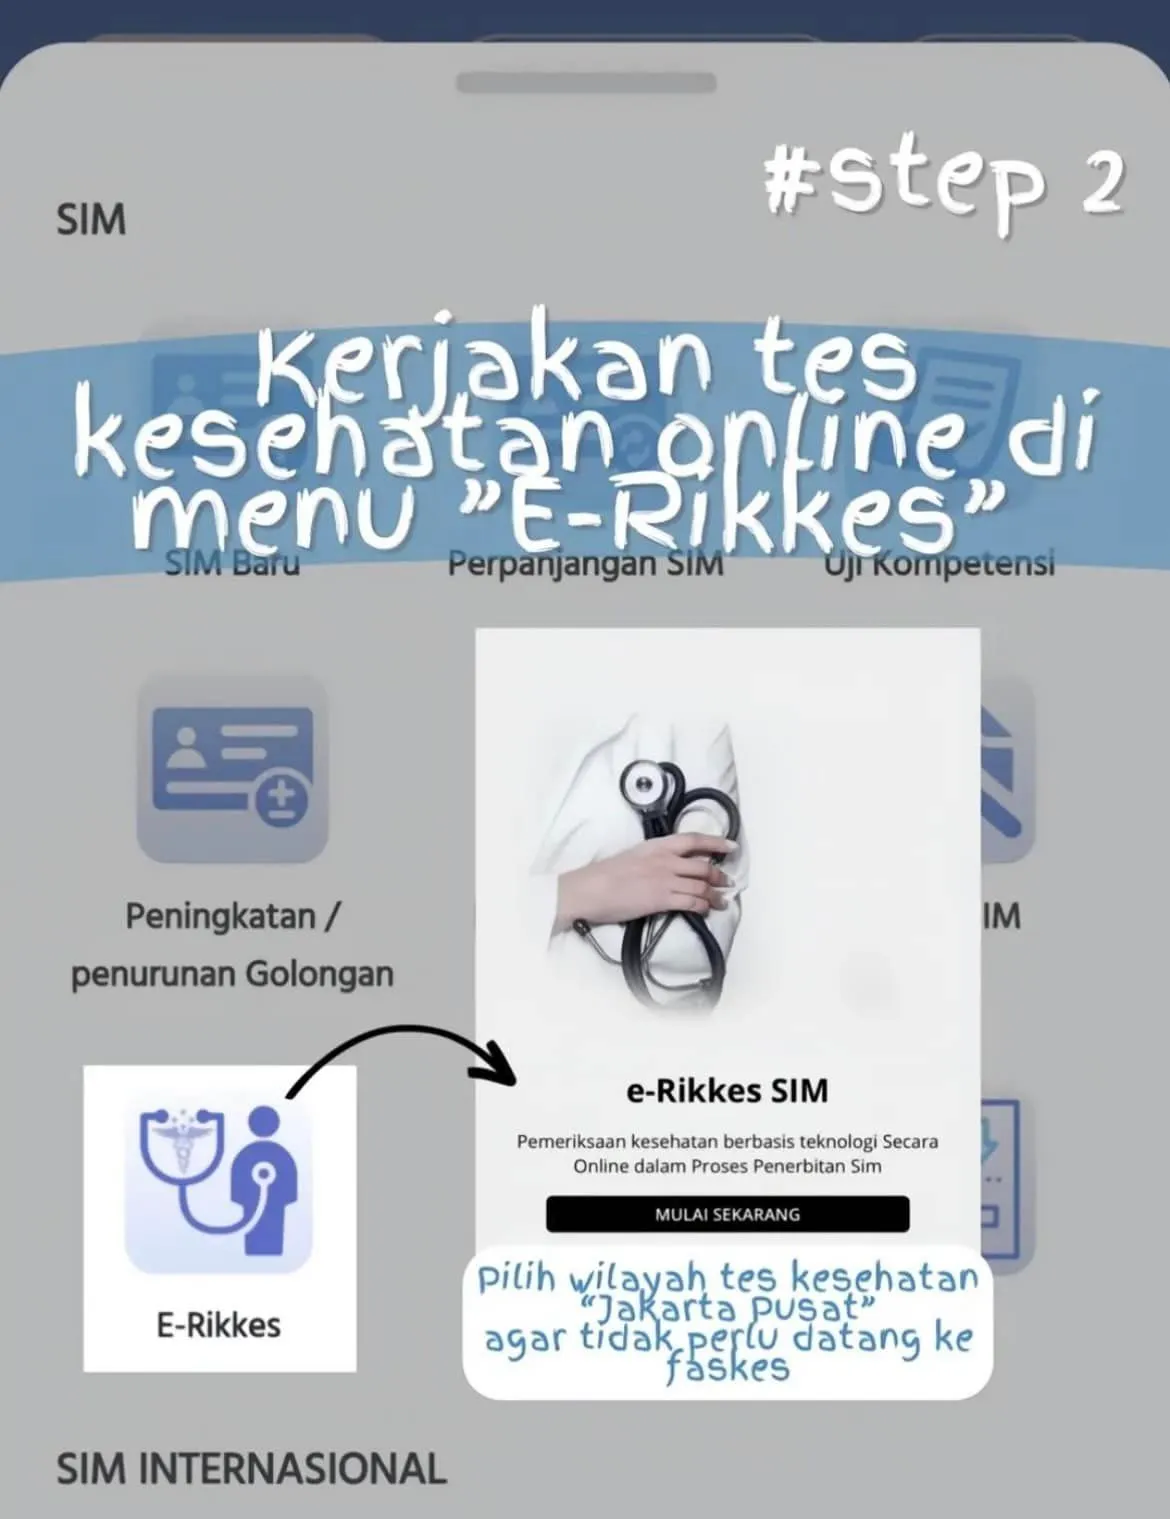 #step 2
SIM
Kerjakan tes
kesehatan online di
menu "E-Rikkes"
SIM Baru
Perpanjangan SIM
Uji Kompetensi
Peningkatan /
penurunan Golongan
IM
E-Rikkes
e-Rikkes SIM
Pemeriksaan kesehatan berbasis teknologi Secara
Online dalam Proses Penerbitan Sim
MULAI SEKARANG
Pilih wilayah tes kesehatan
"Jakarta Pusat"
agar tidak perlu datang ke
faskes
SIM INTERNASIONAL